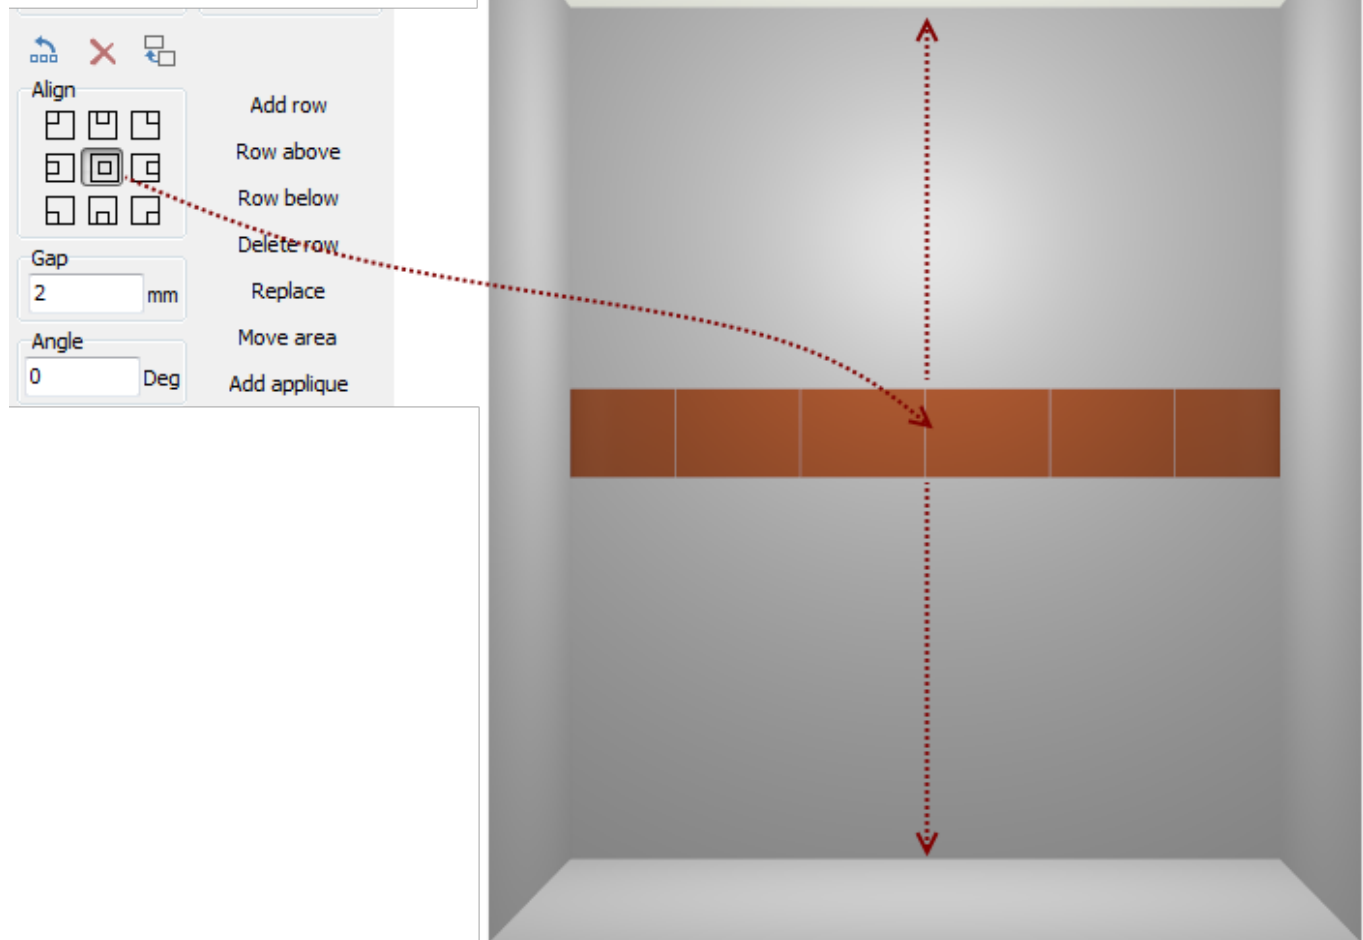 Align
Add row
Row above
Row below
Delete row
Gap
2
mm
Replace
Angle
Move area
0
Deg
Add applique